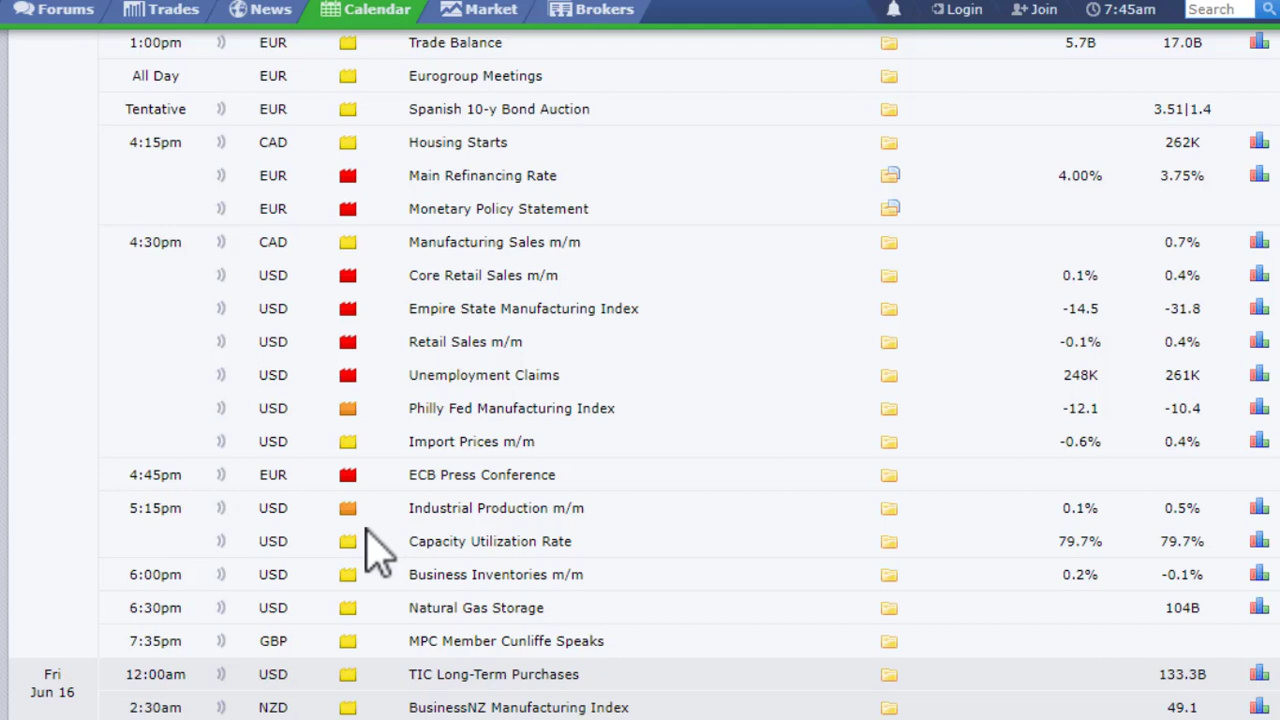 Forums Trades News Calendar Market Brokers Login Join 7:45am Search
1:00pm EUR Trade Balance 5.7B 17.0B
All Day EUR Eurogroup Meetings
Tentative EUR Spanish 10-y Bond Auction 3.51|1.4
4:15pm CAD Housing Starts 262K
EUR Main Refinancing Rate 4.00% 3.75%
EUR Monetary Policy Statement
4:30pm CAD Manufacturing Sales m/m 0.7%
USD Core Retail Sales m/m 0.1% 0.4%
USD Empire State Manufacturing Index -14.5 -31.8
USD Retail Sales m/m -0.1% 0.4%
USD Unemployment Claims 248K 261K
USD Philly Fed Manufacturing Index -12.1 -10.4
USD Import Prices m/m -0.6% 0.4%
4:45pm EUR ECB Press Conference
5:15pm USD Industrial Production m/m 0.1% 0.5%
USD Capacity Utilization Rate 79.7% 79.7%
6:00pm USD Business Inventories m/m 0.2% -0.1%
6:30pm USD Natural Gas Storage 104B
7:35pm GBP MPC Member Cunliffe Speaks
Fri 12:00am USD TIC Long-Term Purchases 133.3B
Jun 16
2:30am NZD BusinessNZ Manufacturing Index 49.1